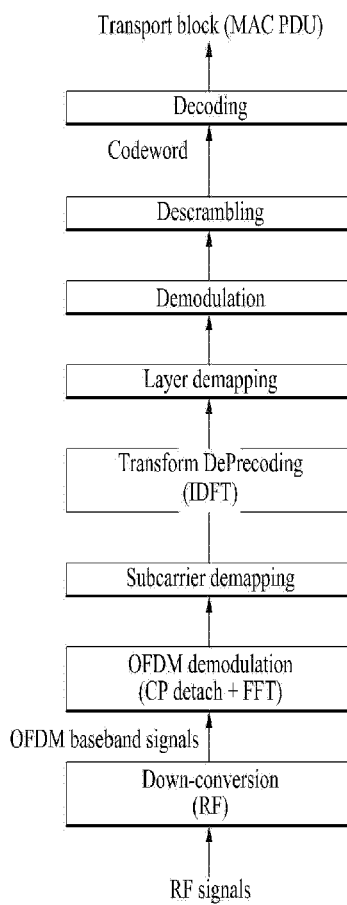 Transport block (MAC PDU)
Decoding
Codeword
Descrambling
Demodulation
Layer demapping
Transform DePrecoding
(IDFT)
Subcarrier demapping
OFDM demodulation
(CP detach + FFT)
OFDM baseband signals
Down-conversion
(RF)
RF signals